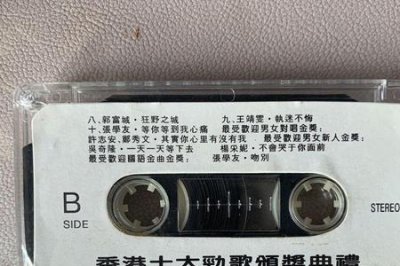 八、郭富城・狂野之城 九、王靖雯・執迷不悔
十、張學友・等你等到我心痛 最受歡迎男女對唱金獎：
許志安、鄭秀文・其實你心里有沒有我 最受歡迎男女新人金獎：
吳奇隆・一天一天等下去 楊采妮・不會哭于你面前
最受歡迎國語金曲金獎： 張學友・吻別
B
SIDE
STEREO
香港十大勁歌頒獎典禮